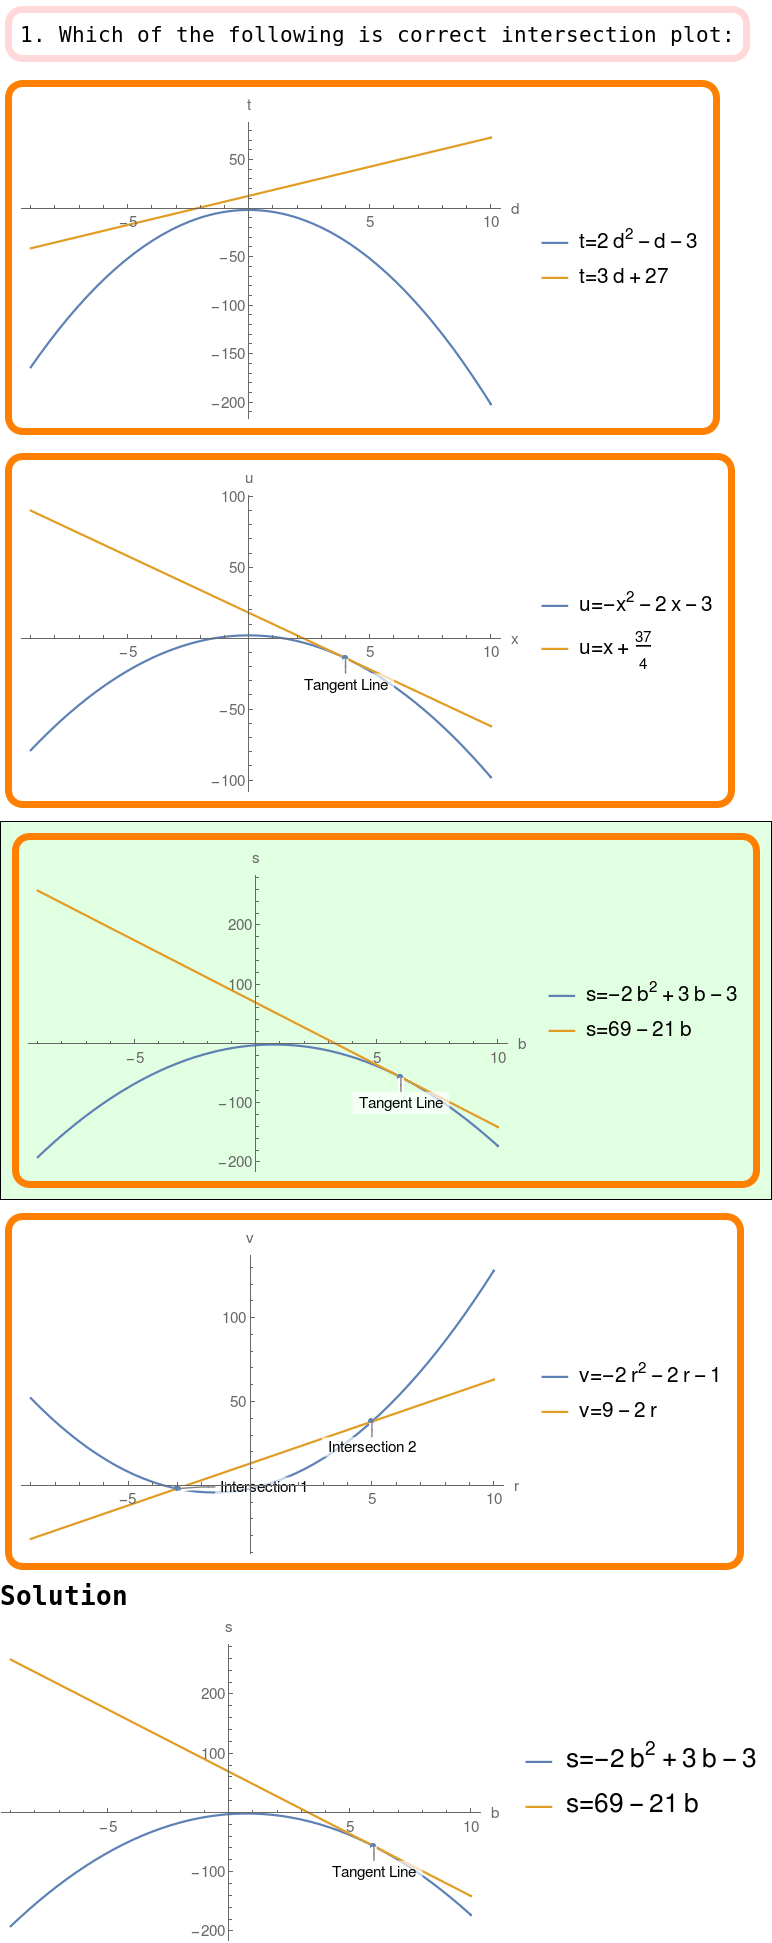 1. Which of the following is correct intersection plot:
t
50
−5 5 10 d
−50
−100
−150
−200
t=2 d² − d − 3
t=3 d + 27
u
100
50
−5 5 10 x
Tangent Line
−50
−100
u=−x² − 2 x − 3
u=x + 37/4
s
200
100
−5 5 10 b
−100
Tangent Line
−200
s=−2 b² + 3 b − 3
s=69 − 21 b
v
100
50
Intersection 2
Intersection 1
−5 5 10 r
v=−2 r² − 2 r − 1
v=9 − 2 r
Solution
s
200
100
−5 5 10 b
−100
Tangent Line
−200
s=−2 b² + 3 b − 3
s=69 − 21 b